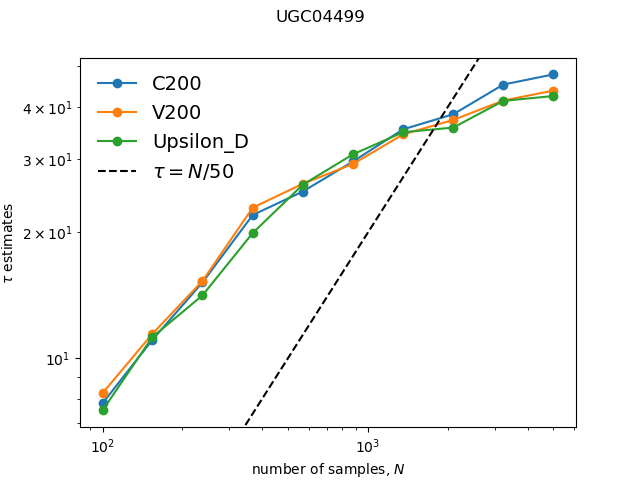 UGC04499
C200
V200
Upsilon_D
τ = N/50
4 × 10¹
3 × 10¹
2 × 10¹
10¹
τ estimates
10²
10³
number of samples, N